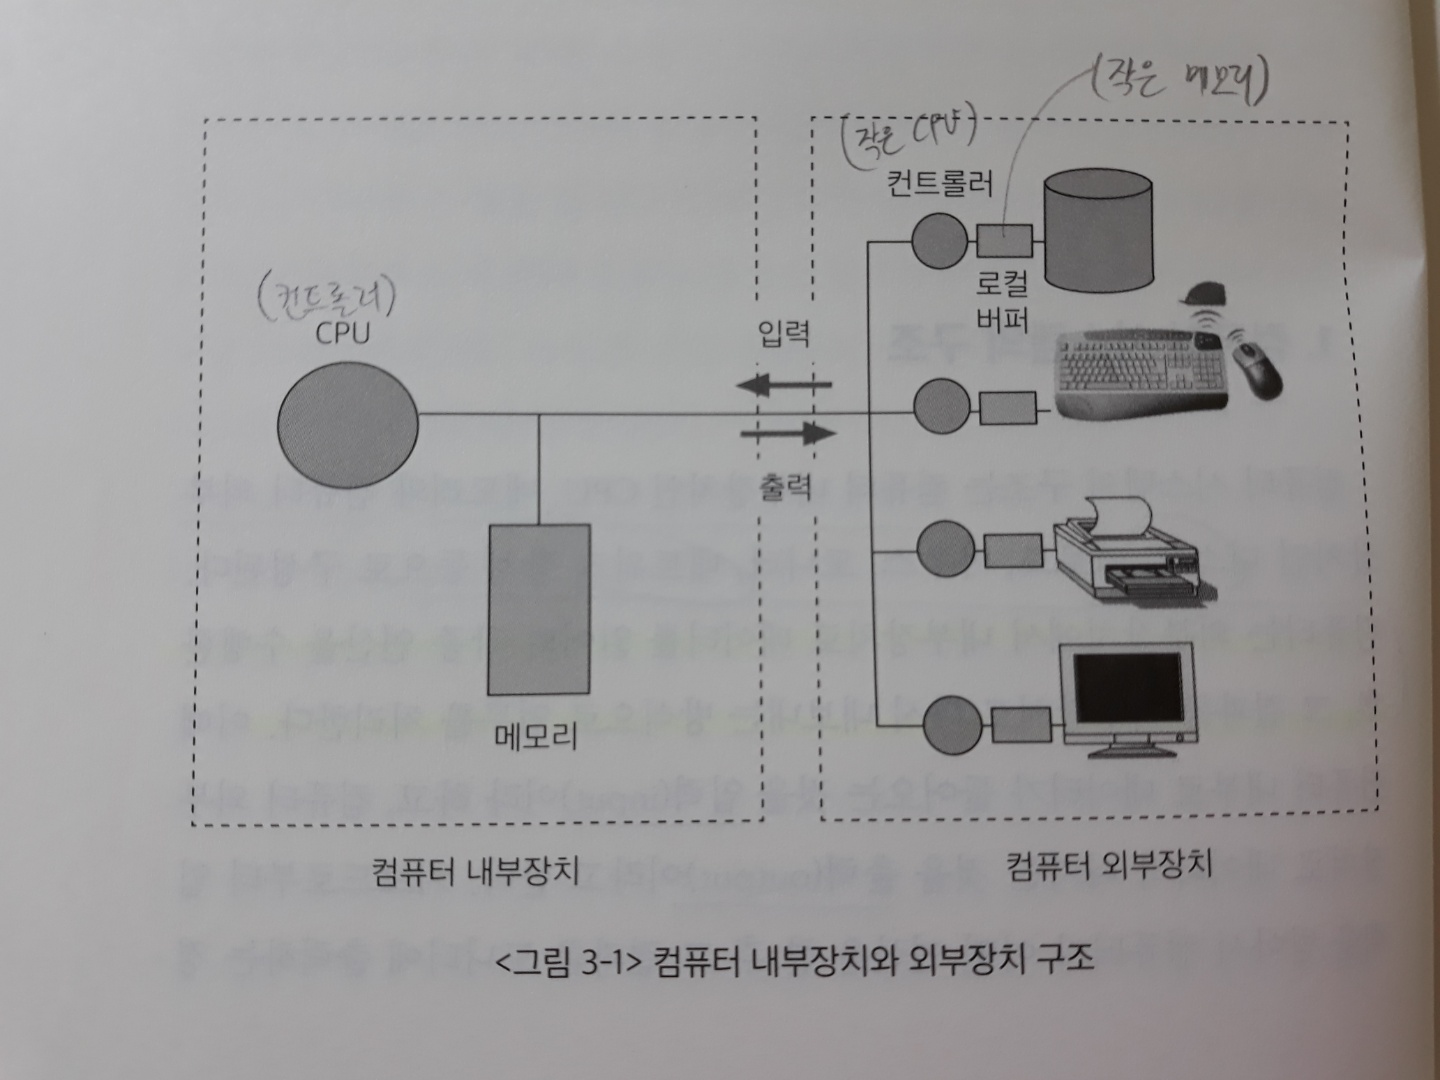 (작은 메모리)
(작은 CPU)
컨트롤러
로컬
버퍼
(컨트롤러)
CPU
입력
출력
메모리
컴퓨터 내부장치
컴퓨터 외부장치
<그림 3-1> 컴퓨터 내부장치와 외부장치 구조